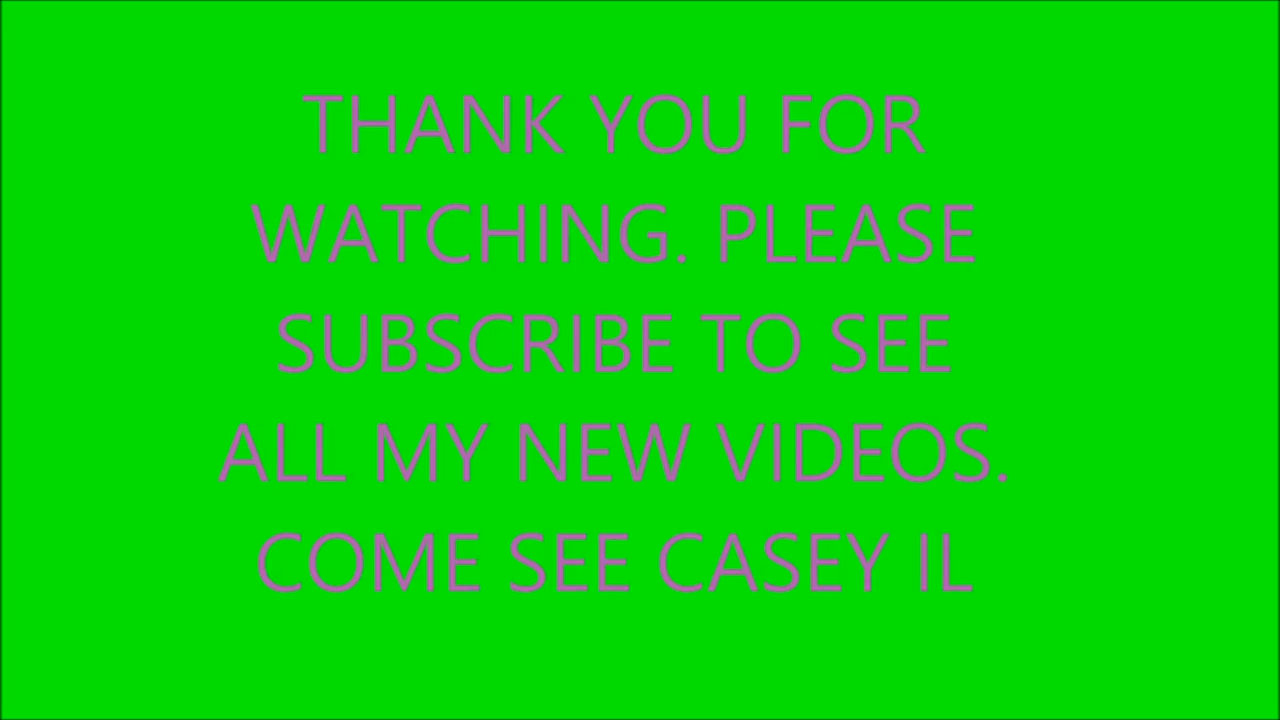 THANK YOU FOR
WATCHING. PLEASE
SUBSCRIBE TO SEE
ALL MY NEW VIDEOS.
COME SEE CASEY IL